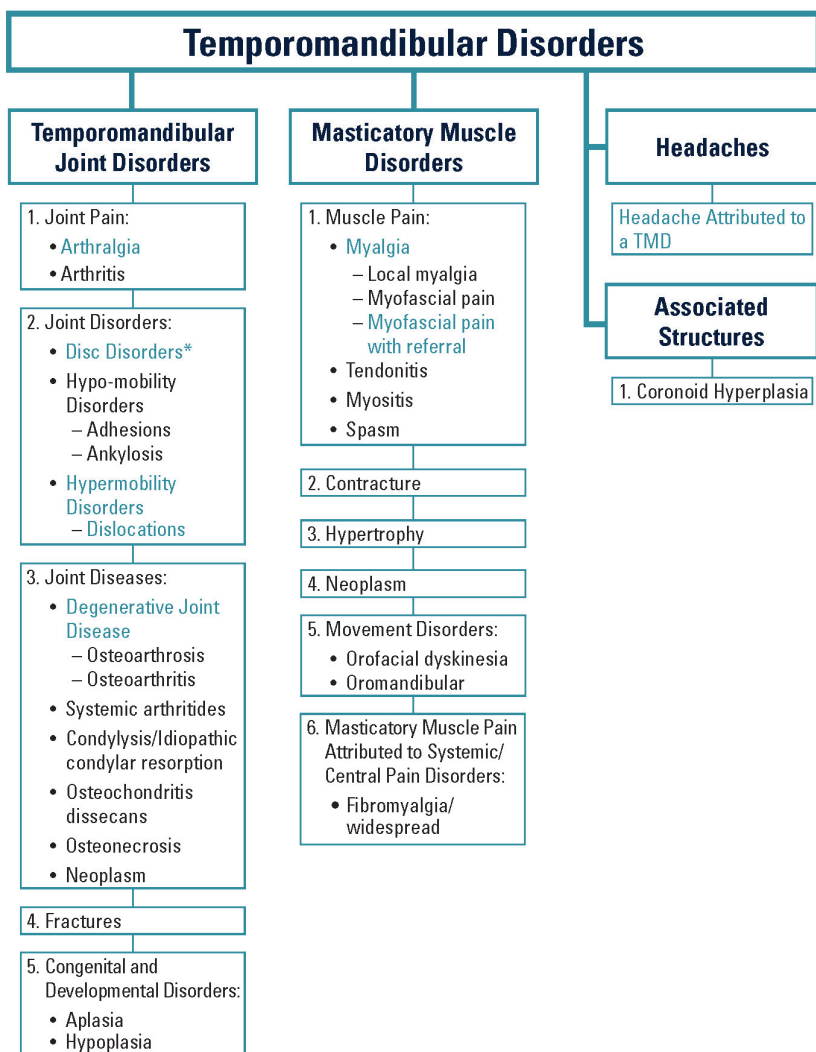 Temporomandibular Disorders
Temporomandibular
Joint Disorders
1. Joint Pain:
• Arthralgia
• Arthritis
2. Joint Disorders:
• Disc Disorders*
• Hypo-mobility
Disorders
– Adhesions
– Ankylosis
• Hypermobility
Disorders
– Dislocations
3. Joint Diseases:
• Degenerative Joint
Disease
– Osteoarthrosis
– Osteoarthritis
• Systemic arthritides
• Condylysis/Idiopathic
condylar resorption
• Osteochondritis
dissecans
• Osteonecrosis
• Neoplasm
4. Fractures
5. Congenital and
Developmental Disorders:
• Aplasia
• Hypoplasia
Masticatory Muscle
Disorders
1. Muscle Pain:
• Myalgia
– Local myalgia
– Myofascial pain
– Myofascial pain
with referral
• Tendonitis
• Myositis
• Spasm
2. Contracture
3. Hypertrophy
4. Neoplasm
5. Movement Disorders:
• Orofacial dyskinesia
• Oromandibular
6. Masticatory Muscle Pain
Attributed to Systemic/
Central Pain Disorders:
• Fibromyalgia/
widespread
Headaches
Headache Attributed to
a TMD
Associated
Structures
1. Coronoid Hyperplasia